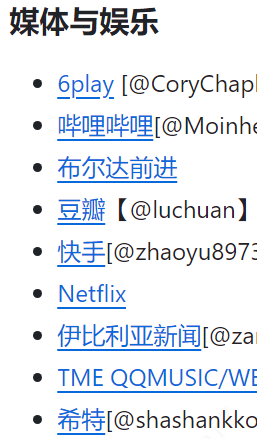 媒体与娱乐
6play [@CoryChapl
哔哩哔哩[@Moinhe
布尔达前进
豆瓣【@luchuan】
快手[@zhaoyu8973
Netflix
伊比利亚新闻[@zar
TME QQMUSIC/WE
希特[@shashankko